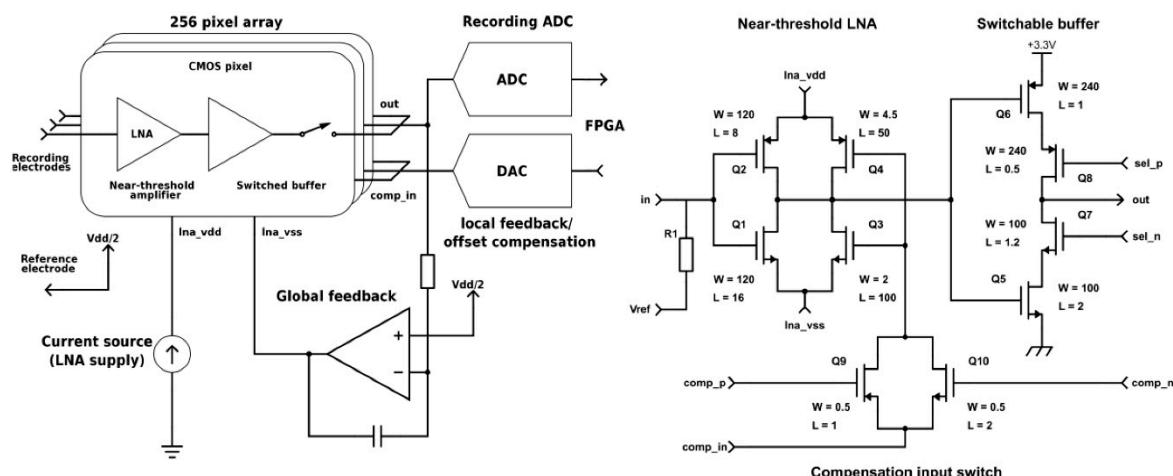 256 pixel array
Recording ADC
CMOS pixel
LNA
Near-threshold
amplifier
Switched buffer
Recording
electrodes
out
comp_in
ADC
FPGA
DAC
local feedback/
offset compensation
Vdd/2
Reference
electrode
lna_vdd
lna_vss
Global feedback
Vdd/2
+
−
Current source
(LNA supply)
Near-threshold LNA
Switchable buffer
lna_vdd
W = 120
L = 8
Q2
W = 4.5
L = 50
Q4
in
R1
Vref
Q1
W = 120
L = 16
Q3
W = 2
L = 100
lna_vss
+3.3V
W = 240
L = 1
Q6
W = 240
L = 0.5
Q8
sel_p
out
Q7
W = 100
L = 1.2
sel_n
Q5
W = 100
L = 2
comp_p
Q9
Q10
comp_n
W = 0.5
L = 1
W = 0.5
L = 2
comp_in
Compensation input switch